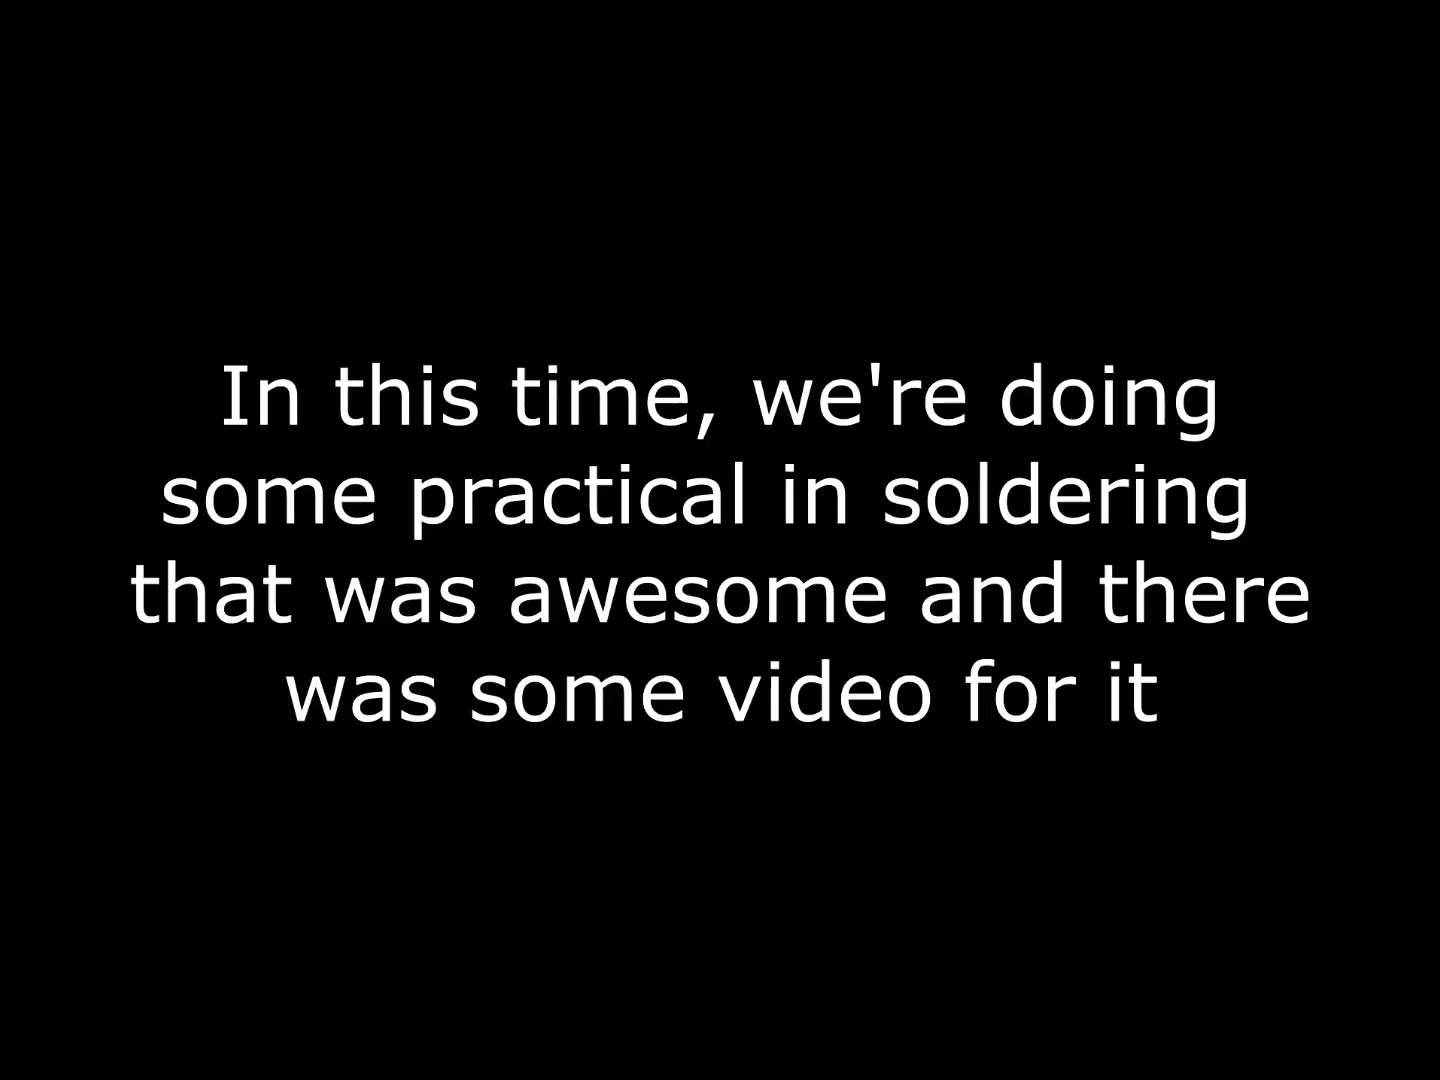 In this time, we're doing
some practical in soldering
that was awesome and there
was some video for it